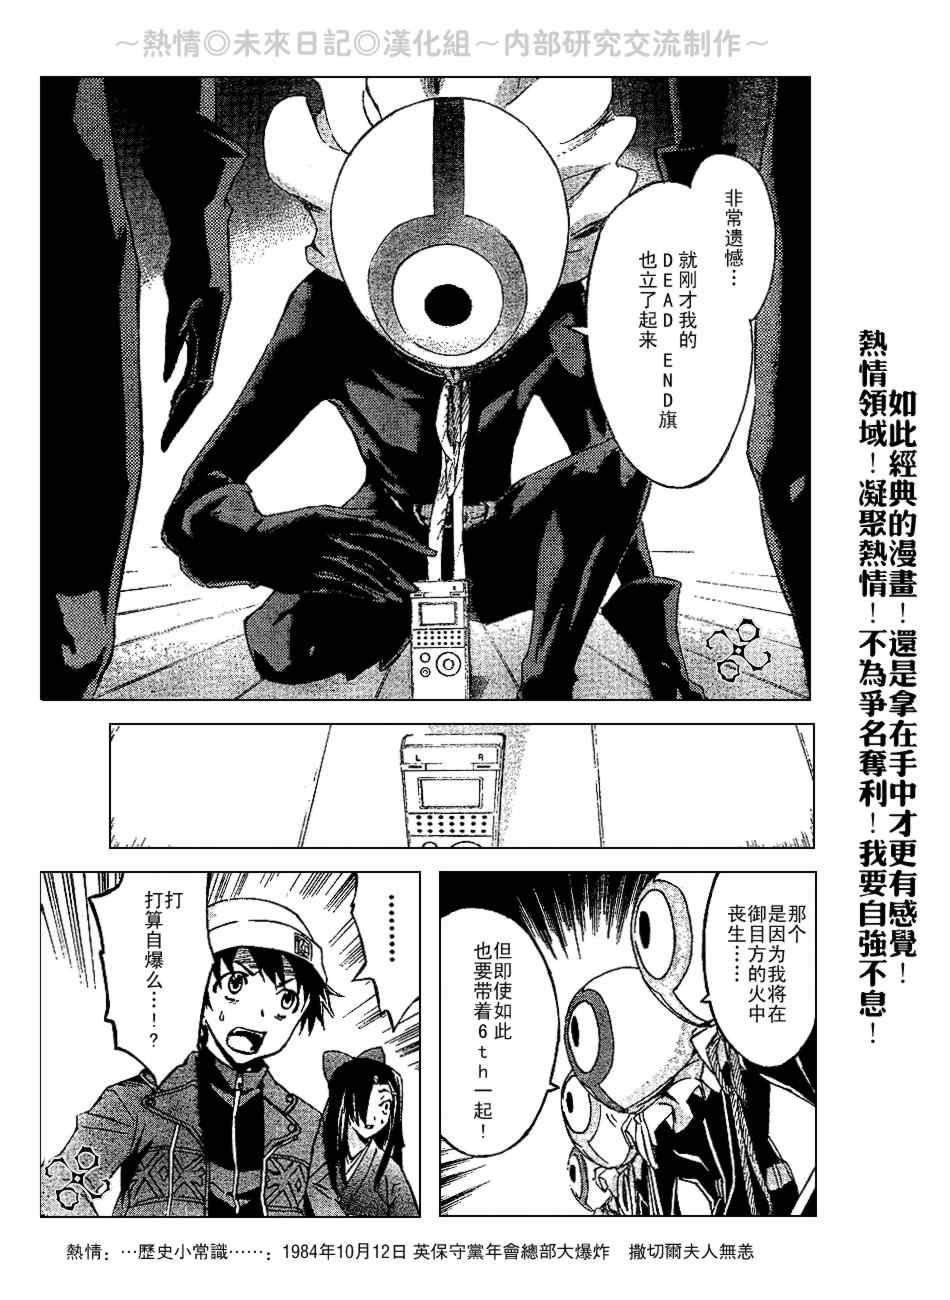 ～熱情◎未來日記◎漢化組～内部研究交流制作～
非常遗憾…
就刚才我的
DEAD END旗
也立了起来
如此經典的漫畫！還是拿在手中才更有感覺！
熱情領域！凝聚熱情！不為爭名奪利！我要自強不息！
L
R
那个
是因为我将在
御目方的火中
丧生……
但即使如此
也要带着6th一起！
………
打
打算自爆么…！？
熱情：…歷史小常識……：1984年10月12日 英保守黨年會總部大爆炸　撒切爾夫人無恙